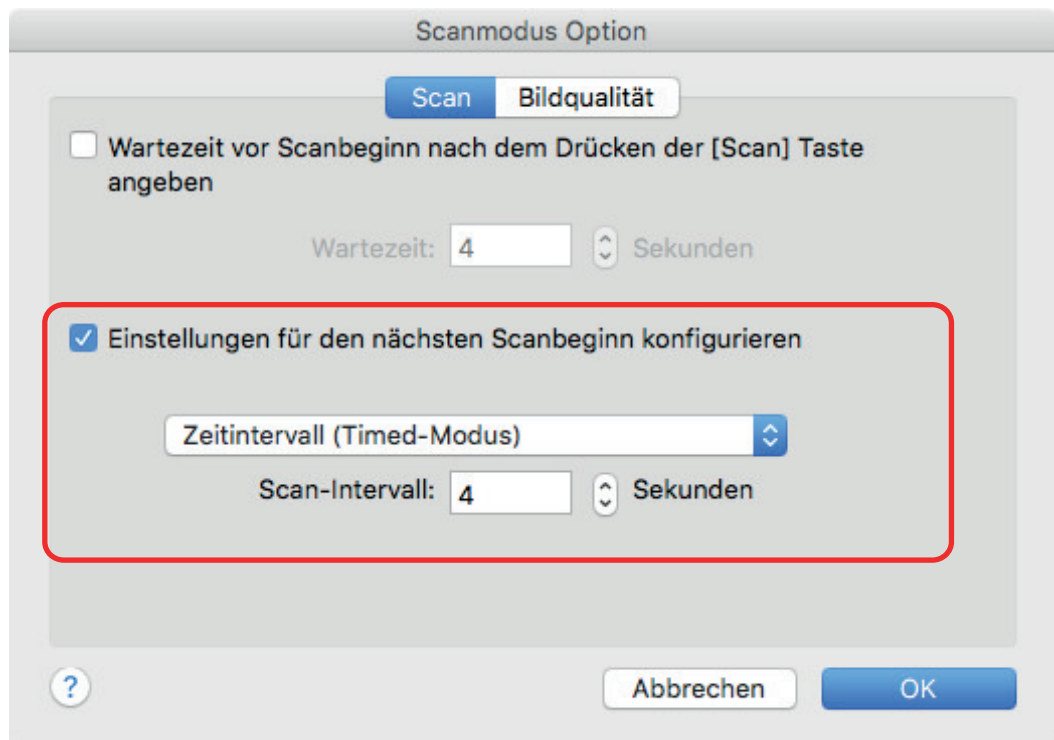 Scanmodus Option
Scan Bildqualität
Wartezeit vor Scanbeginn nach dem Drücken der [Scan] Taste
angeben
Wartezeit: 4 Sekunden
Einstellungen für den nächsten Scanbeginn konfigurieren
Zeitintervall (Timed-Modus)
Scan-Intervall: 4 Sekunden
? Abbrechen OK